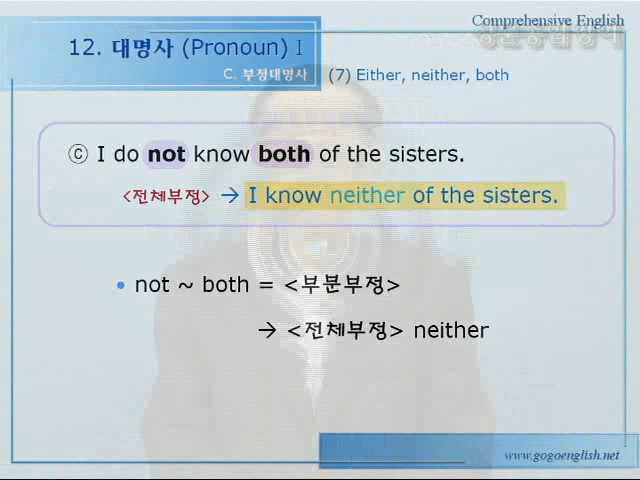 Comprehensive English
12. 대명사 (Pronoun) I
C. 부정대명사
(7) Either, neither, both
ⓒ I do not know both of the sisters.
<전체부정> → I know neither of the sisters.
• not ~ both = <부분부정>
→ <전체부정> neither
www.gogoenglish.net